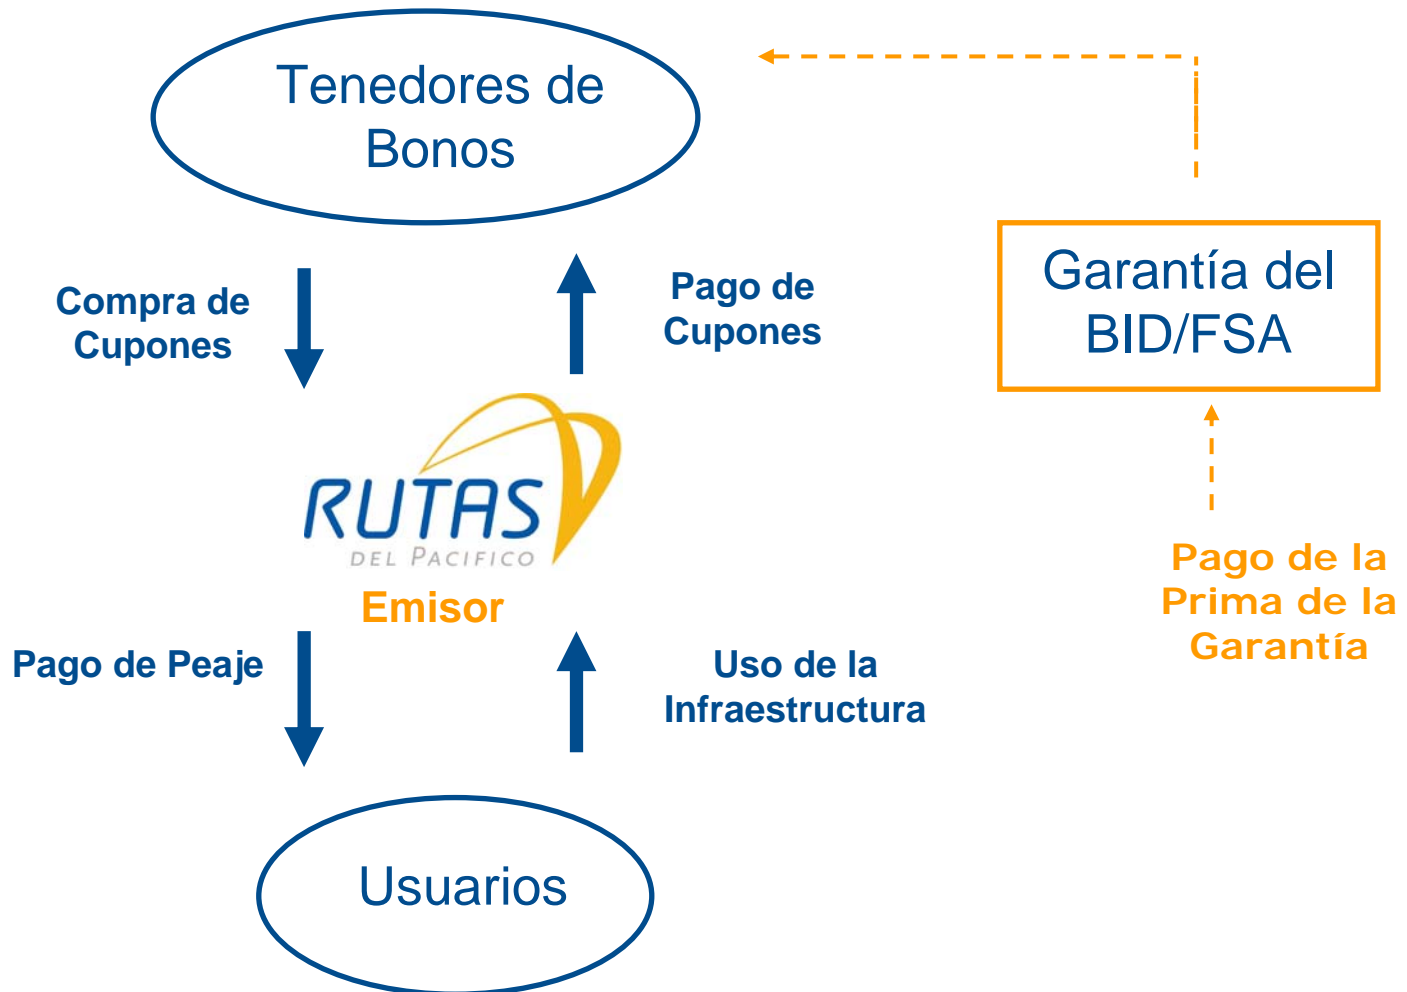 Tenedores de
Bonos
Garantía del
BID/FSA
Compra de
Cupones
Pago de
Cupones
RUTAS
DEL PACIFICO
Emisor
Pago de la
Prima de la
Garantía
Pago de Peaje
Uso de la
Infraestructura
Usuarios